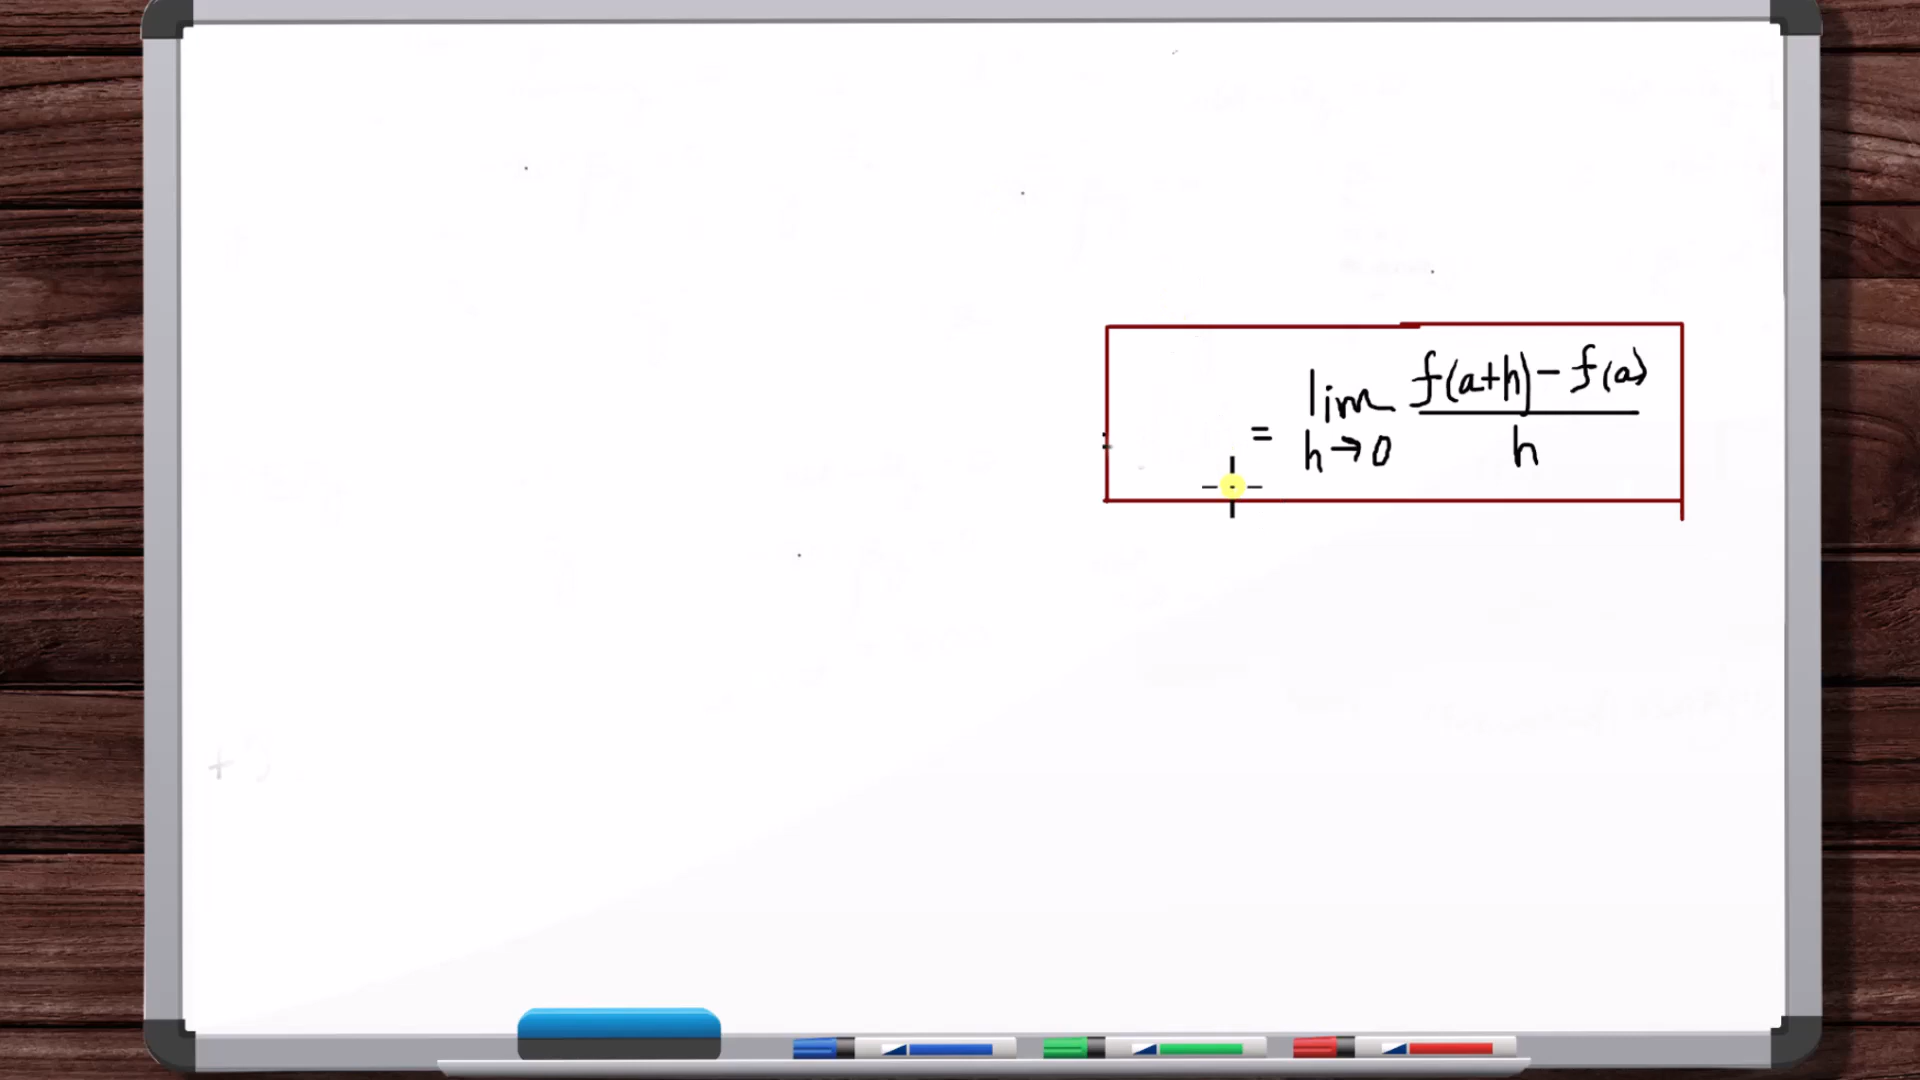 = lim h→0 f(a+h) - f(a) / h